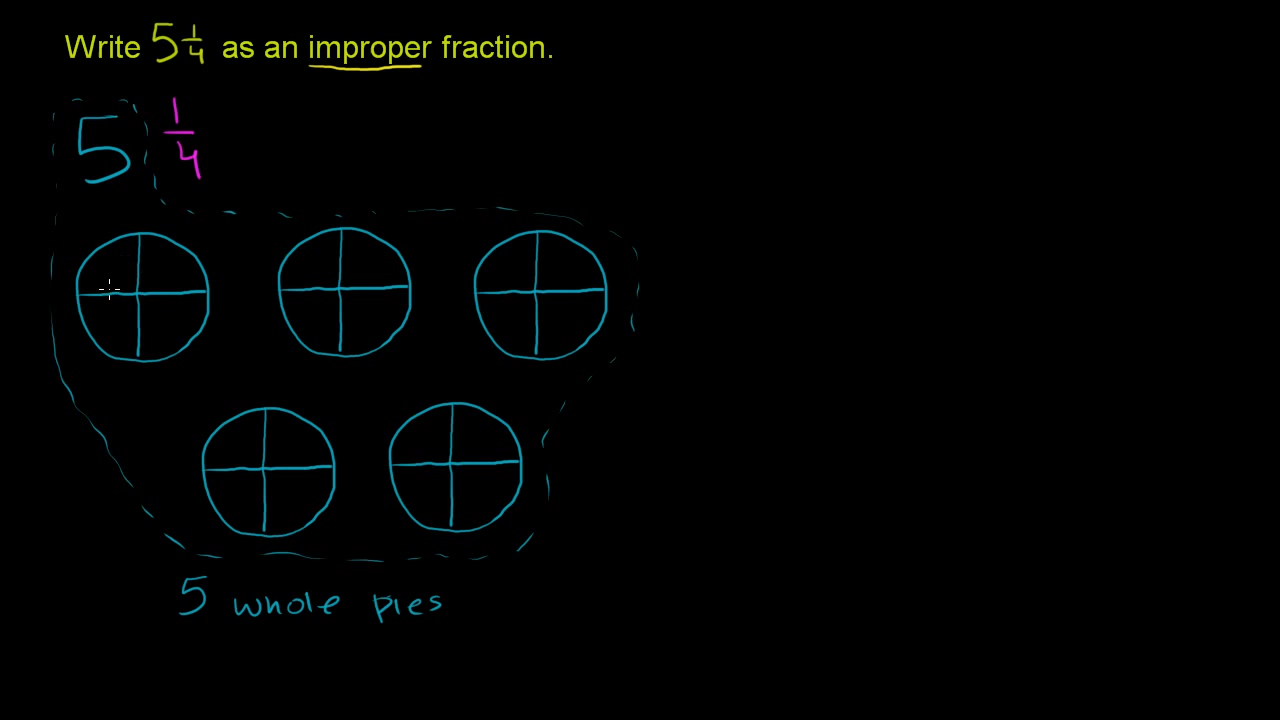 Write 5 1/4 as an improper fraction.
5 1/4
5 whole pies